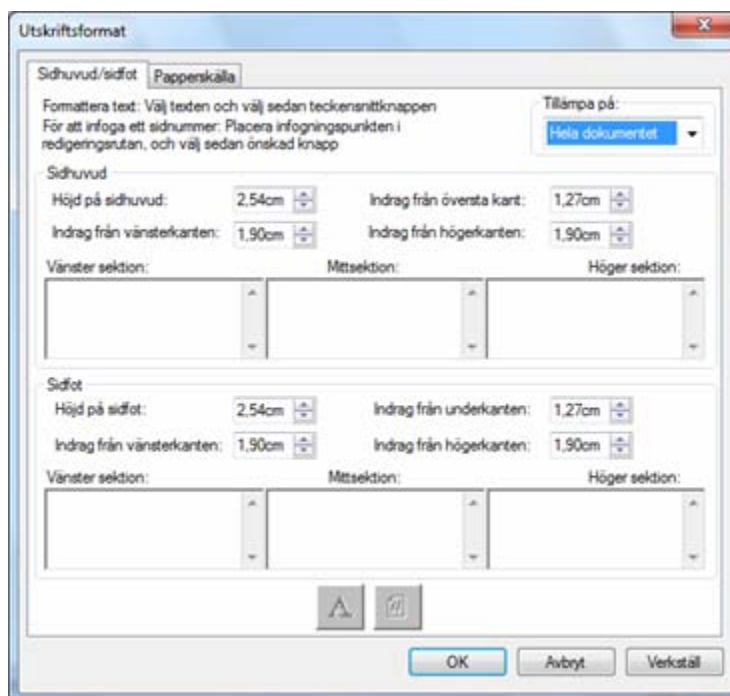 Utskriftsformat
Sidhuvud/sidfot Papperskälla
Formattera text: Välj texten och välj sedan teckensnittknappen
För att infoga ett sidnummer: Placera infogningspunkten i
redigeringsrutan, och välj sedan önskad knapp
Tillämpa på:
Hela dokumentet
Sidhuvud
Höjd på sidhuvud: 2,54cm Indrag från översta kant: 1,27cm
Indrag från vänsterkanten: 1,90cm Indrag från högerkanten: 1,90cm
Vänster sektion: Mittsektion: Höger sektion:
Sidfot
Höjd på sidfot: 2,54cm Indrag från underkanten: 1,27cm
Indrag från vänsterkanten: 1,90cm Indrag från högerkanten: 1,90cm
Vänster sektion: Mittsektion: Höger sektion:
A #
OK Avbryt Verkställ